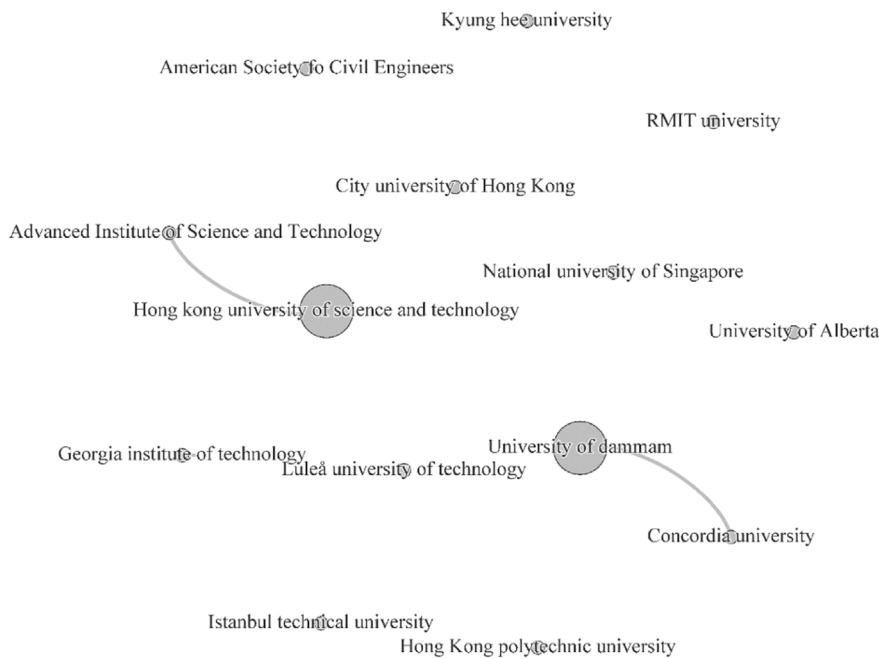 Kyung hee university
American Society fo Civil Engineers
RMIT university
City university of Hong Kong
Advanced Institute of Science and Technology
National university of Singapore
Hong kong university of science and technology
University of Alberta
University of dammam
Georgia institute of technology
Luleå university of technology
Concordia university
Istanbul technical university
Hong Kong polytechnic university